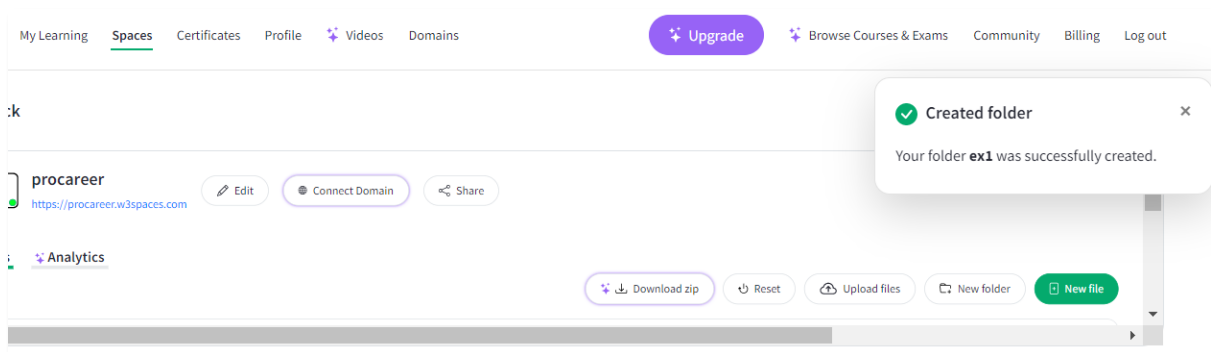 My Learning Spaces Certificates Profile Videos Domains Upgrade Browse Courses & Exams Community Billing Log out
Created folder
Your folder ex1 was successfully created.
procareer
https://procareer.w3spaces.com
Edit Connect Domain Share
Analytics
Download zip Reset Upload files New folder New file